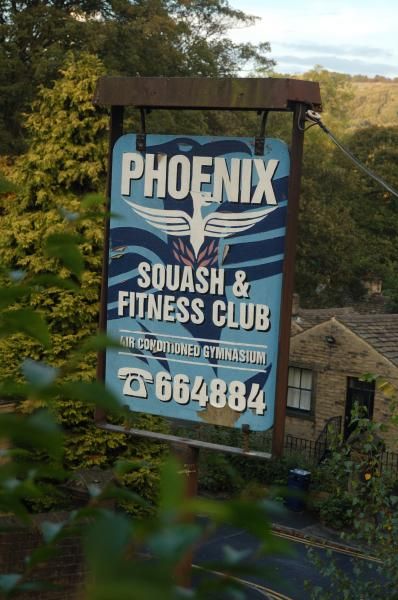 PHOENIX
SQUASH &
FITNESS CLUB
AIR CONDITIONED GYMNASIUM
☎ 664884